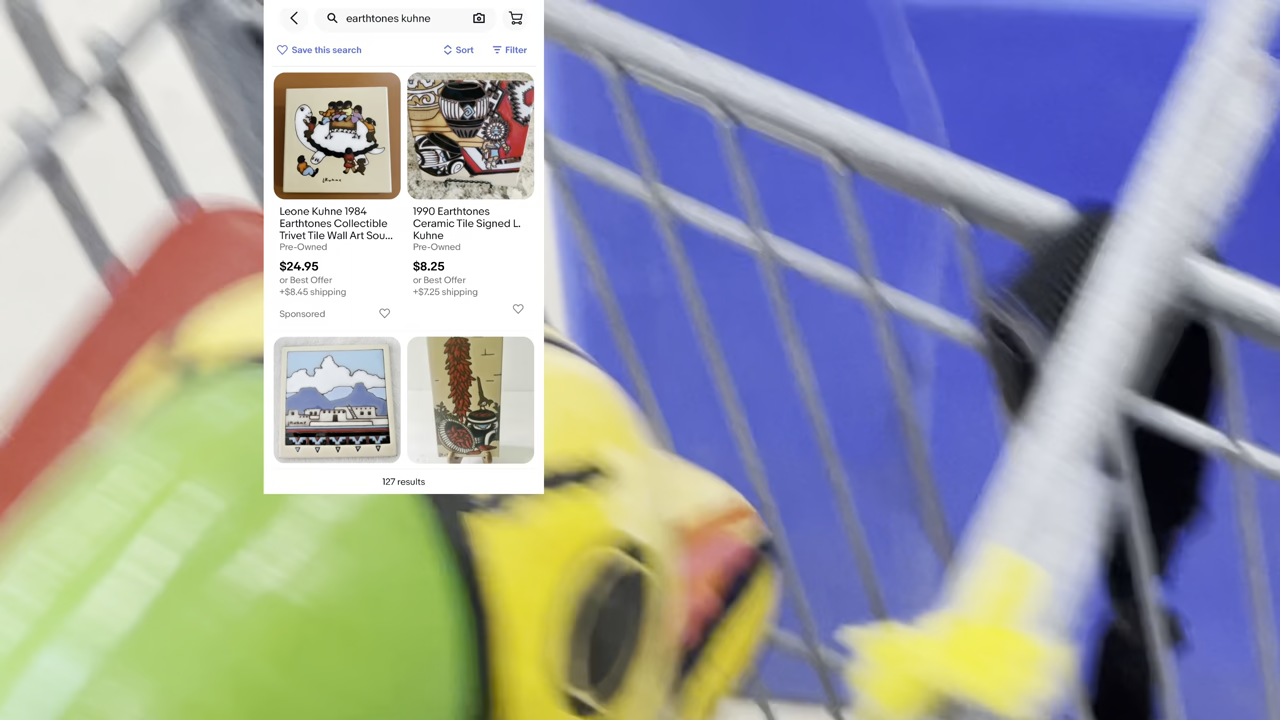 earthtones kuhne
Save this search
Sort
Filter
Leone Kuhne 1984
Earthtones Collectible
Trivet Tile Wall Art Sou...
Pre-Owned
$24.95
or Best Offer
+$8.45 shipping
Sponsored
1990 Earthtones
Ceramic Tile Signed L.
Kuhne
Pre-Owned
$8.25
or Best Offer
+$7.25 shipping
127 results